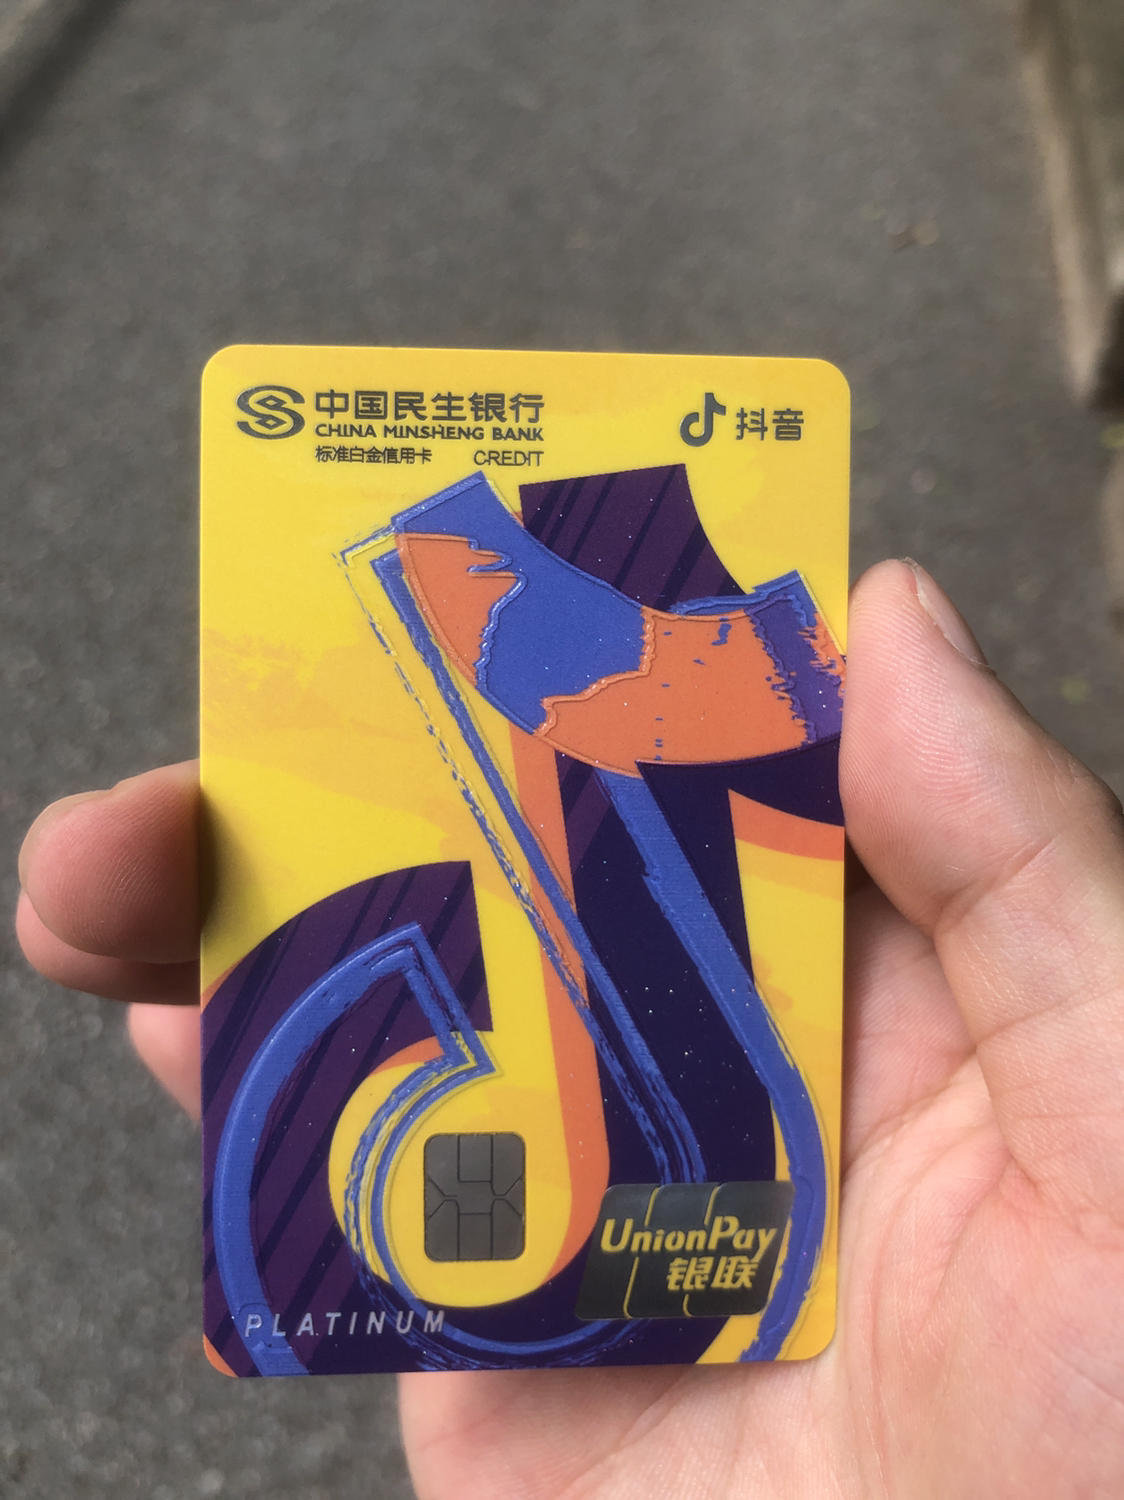 中国民生银行
CHINA MINSHENG BANK
标准白金信用卡 CREDIT
抖音
UnionPay
银联
PLATINUM